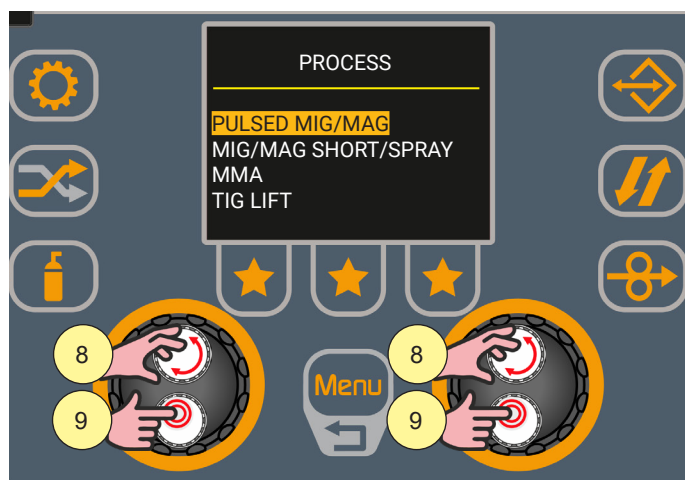 PROCESS
PULSED MIG/MAG
MIG/MAG SHORT/SPRAY
MMA
TIG LIFT
8
8
9
9
Menu